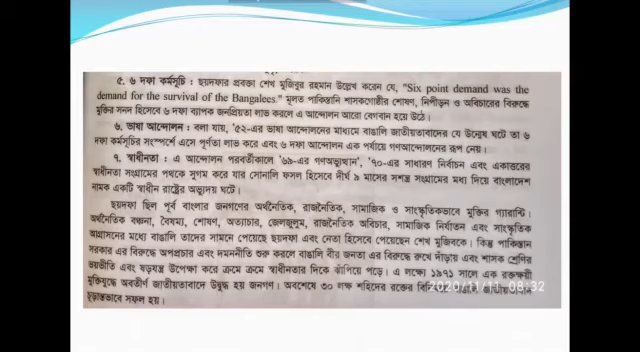 ৫. ৬ দফা কর্মসূচি : ছয়দফার প্রবক্তা শেখ মুজিবুর রহমান উল্লেখ করেন যে, "Six point demand was the
demand for the survival of the Bangalees." মূলত পাকিস্তানি শাসকগোষ্ঠীর শোষণ, নিপীড়ন ও অবিচারের বিরুদ্ধে
মুক্তির সনদ হিসেবে ৬ দফা ব্যাপক জনপ্রিয়তা লাভ করলে এ আন্দোলন আরো বেগবান হয়ে উঠে।
৬. ভাষা আন্দোলন : বলা যায়, '৫২-এর ভাষা আন্দোলনের মাধ্যমে বাঙালি জাতীয়তাবাদের যে উন্মেষ ঘটে তা ৬
দফা কর্মসূচির সংস্পর্শে এসে পূর্ণতা লাভ করে এবং ৬ দফা আন্দোলন এক পর্যায়ে গণআন্দোলনের রূপ নেয়।
৭. স্বাধীনতা : এ আন্দোলন পরবর্তীকালে '৬৯-এর গণঅভ্যুত্থান, '৭০-এর সাধারণ নির্বাচন এবং একাত্তরের
স্বাধীনতা সংগ্রামের পথকে সুগম করে যার সোনালি ফসল হিসেবে দীর্ঘ ৯ মাসের সশস্ত্র সংগ্রামের মধ্য দিয়ে বাংলাদেশ
নামক একটি স্বাধীন রাষ্ট্রের অভ্যুদয় ঘটে।
ছয়দফা ছিল পূর্ব বাংলার জনগণের অর্থনৈতিক, রাজনৈতিক, সামাজিক ও সাংস্কৃতিকভাবে মুক্তির গ্যারান্টি।
অর্থনৈতিক বঞ্চনা, বৈষম্য, শোষণ, অত্যাচার, জেলজুলুম, রাজনৈতিক অবিচার, সামাজিক নির্যাতন এবং সাংস্কৃতিক
আগ্রাসনের মধ্যে বাঙালি তাদের সামনে পেয়েছে ছয়দফা এবং নেতা হিসেবে পেয়েছেন শেখ মুজিবকে। কিন্তু পাকিস্তান
সরকার এর বিরুদ্ধে অপপ্রচার এবং দমননীতি শুরু করলে বাঙালি বীর জনতা এর বিরুদ্ধে রুখে দাঁড়ায় এবং শাসক শ্রেণির
ভয়ভীতি এবং ষড়যন্ত্র উপেক্ষা করে ক্রমে ক্রমে স্বাধীনতার দিকে ঝাঁপিয়ে পড়ে। এ লক্ষ্যে ১৯৭১ সালে এক রক্তক্ষয়ী
মুক্তিযুদ্ধে অবতীর্ণ জাতীয়তাবাদে উদ্বুদ্ধ হয় জনগণ। অবশেষে ৩০ লক্ষ শহিদের রক্তের
চূড়ান্তভাবে সফল হয়।
2020/11/11 08:32